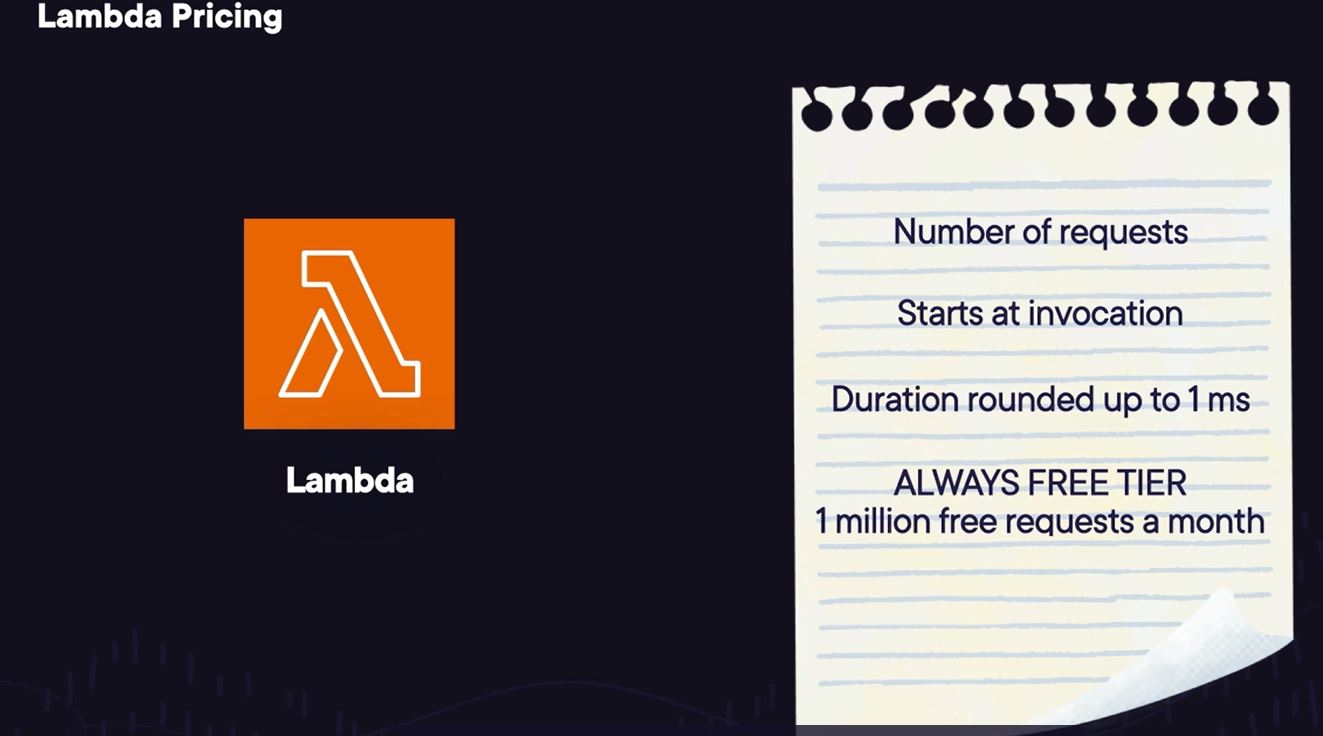 Lambda Pricing
Lambda
Number of requests
Starts at invocation
Duration rounded up to 1 ms
ALWAYS FREE TIER
1 million free requests a month